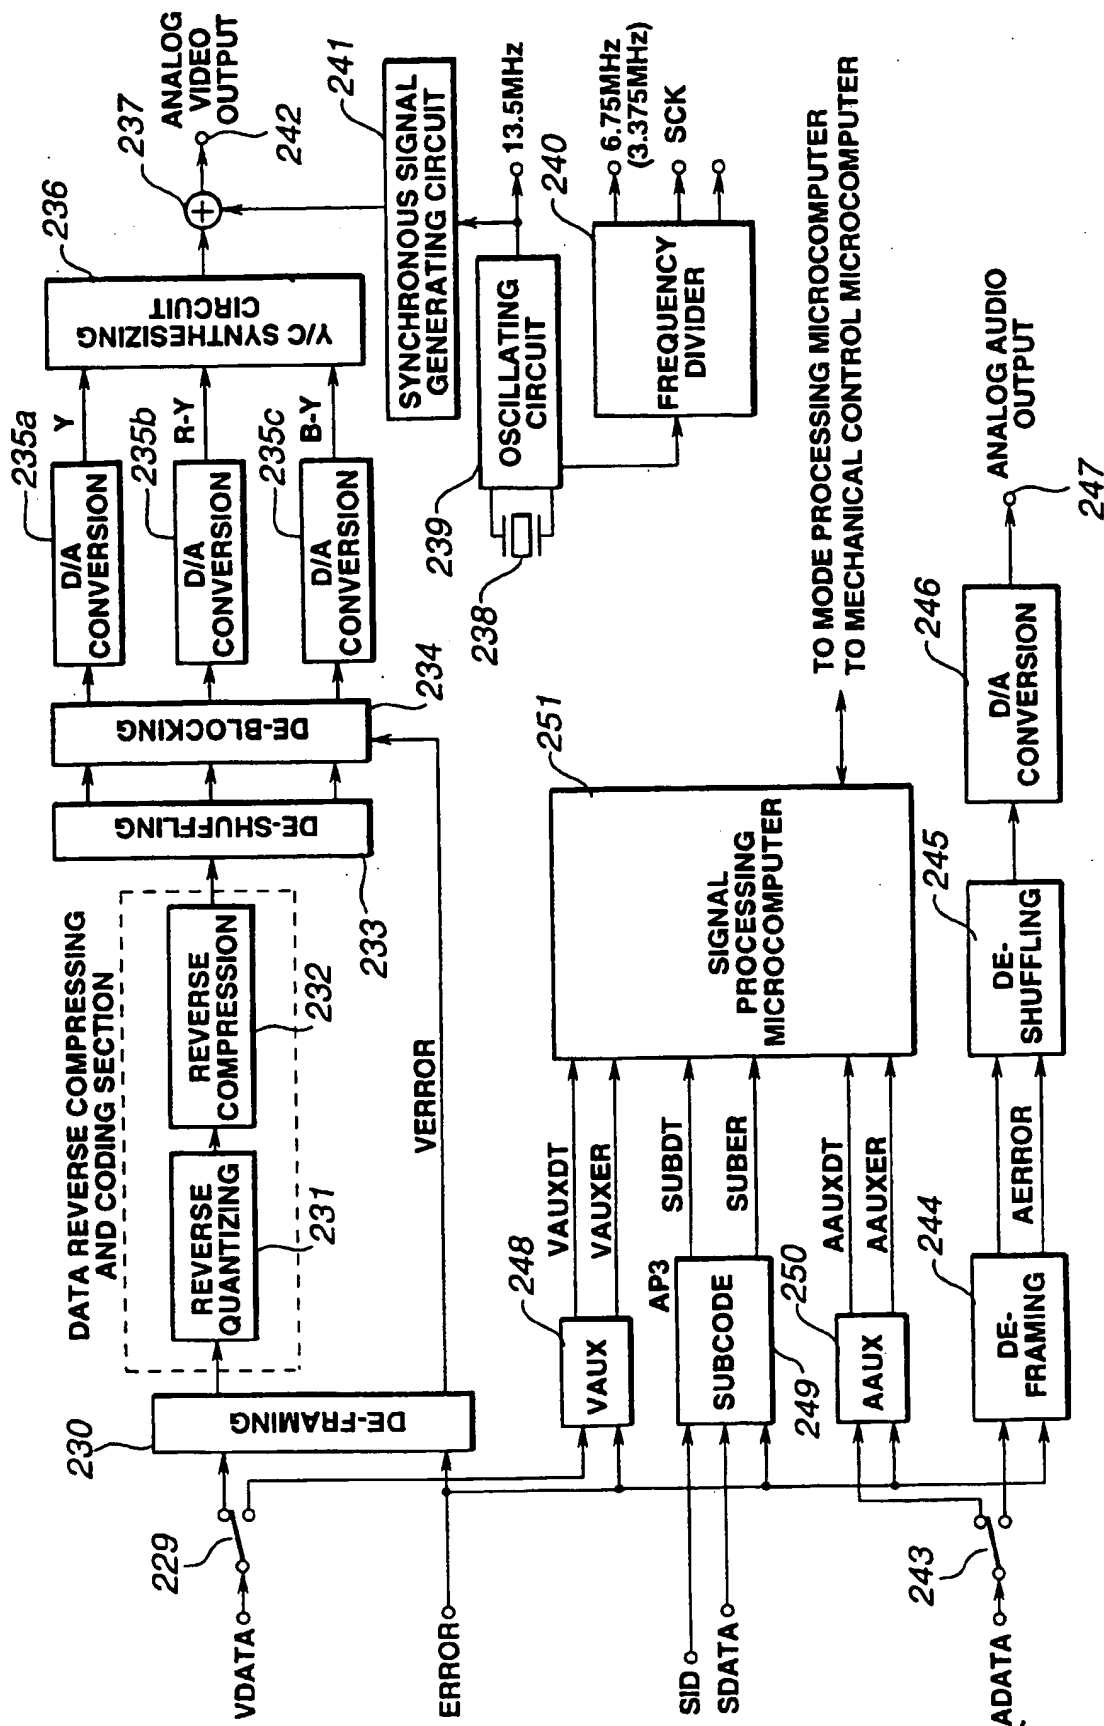 VDATA
229
230
DE-FRAMING
DATA REVERSE COMPRESSING
AND CODING SECTION
REVERSE
QUANTIZING
231
REVERSE
COMPRESSION
232
DE-SHUFFLING
233
DE-BLOCKING
234
D/A
CONVERSION
235a
Y
D/A
CONVERSION
235b
R-Y
D/A
CONVERSION
235c
B-Y
Y/C SYNTHESIZING
CIRCUIT
236
237
ANALOG
VIDEO
OUTPUT
242
SYNCHRONOUS SIGNAL
GENERATING CIRCUIT
241
VERROR
238
239
OSCILLATING
CIRCUIT
13.5MHz
FREQUENCY
DIVIDER
240
6.75MHz
(3.375MHz)
SCK
ERROR
SID
SDATA
VAUX
248
VAUXDT
VAUXER
AP3
SUBCODE
249
SUBDT
SUBER
AAUX
250
AAUXDT
AAUXER
SIGNAL
PROCESSING
MICROCOMPUTER
251
TO MODE PROCESSING MICROCOMPUTER
TO MECHANICAL CONTROL MICROCOMPUTER
ADATA
243
DE-
FRAMING
244
AERROR
DE-
SHUFFLING
245
D/A
CONVERSION
246
ANALOG AUDIO
OUTPUT
247